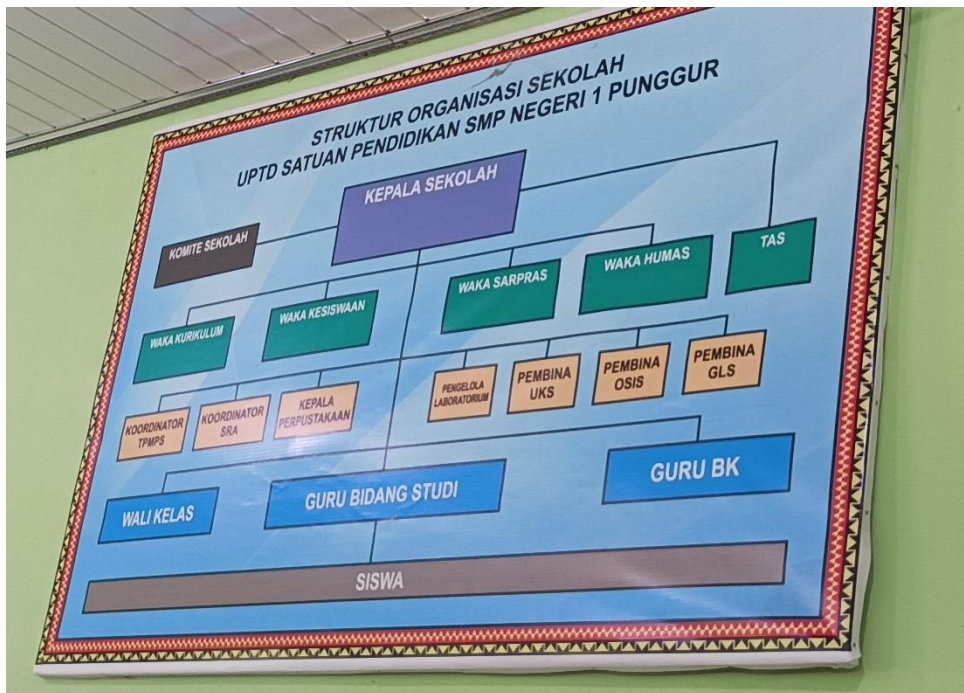 STRUKTUR ORGANISASI SEKOLAH
UPTD SATUAN PENDIDIKAN SMP NEGERI 1 PUNGGUR
KEPALA SEKOLAH
KOMITE SEKOLAH
TAS
WAKA KURIKULUM
WAKA KESISWAAN
WAKA SARPRAS
WAKA HUMAS
KOORDINATOR
TPMPS
KOORDINATOR
SRA
KEPALA
PERPUSTAKAAN
PENGELOLA
LABORATORIUM
PEMBINA
UKS
PEMBINA
OSIS
PEMBINA
GLS
WALI KELAS
GURU BIDANG STUDI
GURU BK
SISWA